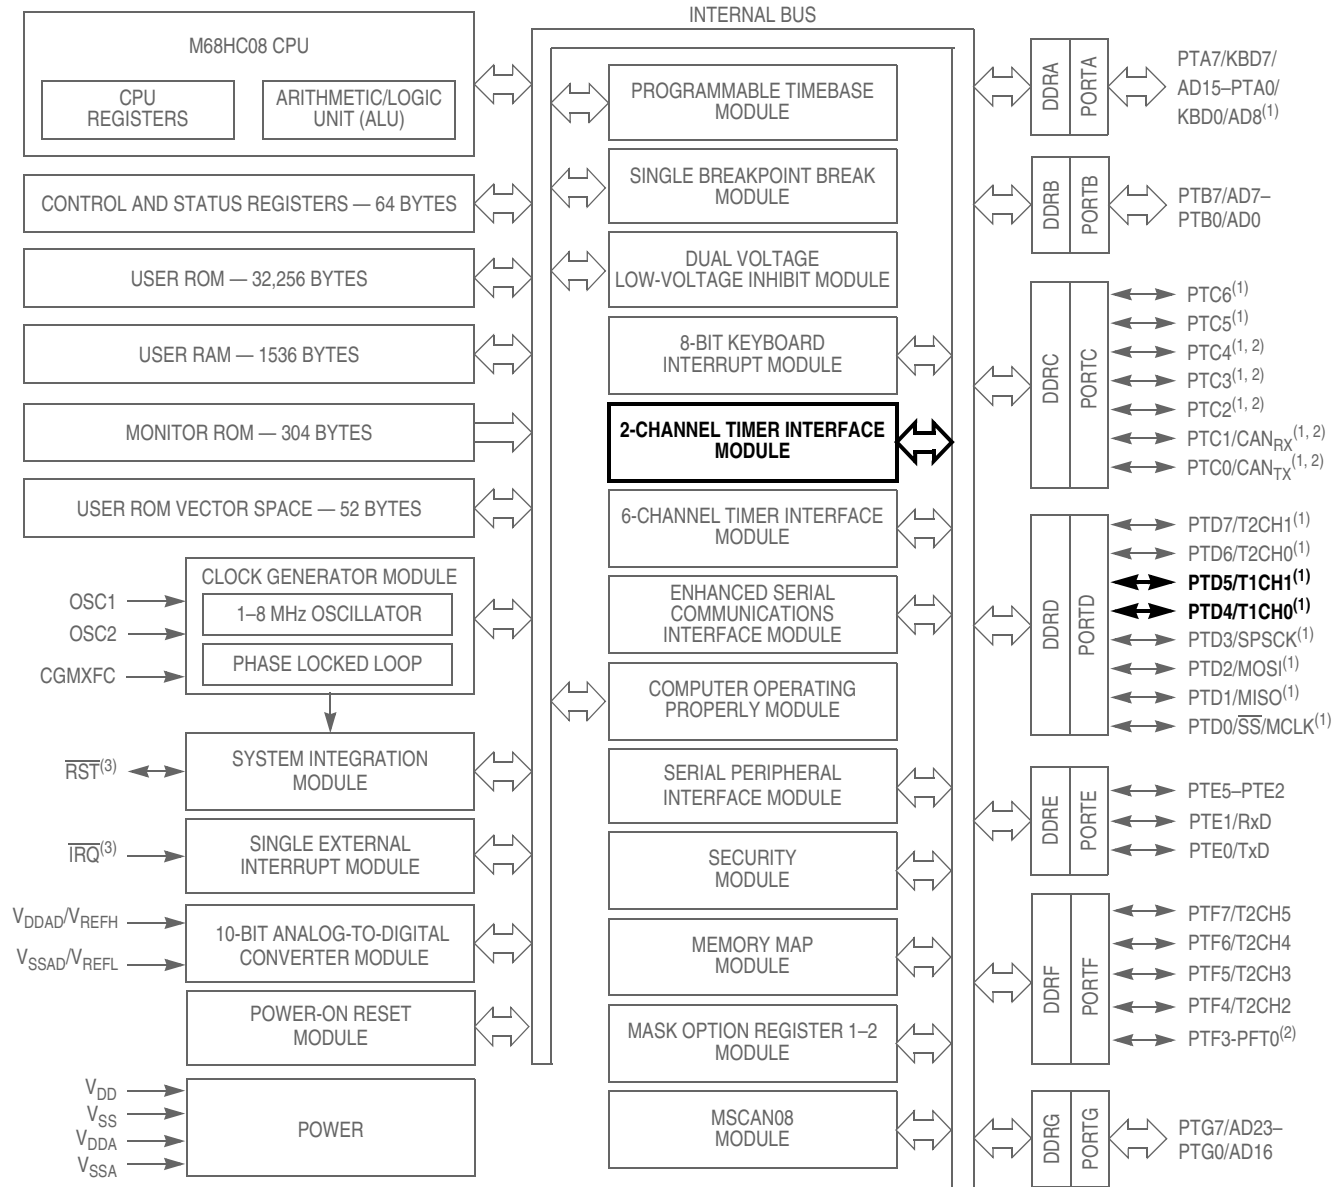 INTERNAL BUS
M68HC08 CPU
CPU
REGISTERS
ARITHMETIC/LOGIC
UNIT (ALU)
CONTROL AND STATUS REGISTERS — 64 BYTES
USER ROM — 32,256 BYTES
USER RAM — 1536 BYTES
MONITOR ROM — 304 BYTES
USER ROM VECTOR SPACE — 52 BYTES
CLOCK GENERATOR MODULE
1–8 MHz OSCILLATOR
PHASE LOCKED LOOP
OSC1
OSC2
CGMXFC
SYSTEM INTEGRATION
MODULE
RST(3)
SINGLE EXTERNAL
INTERRUPT MODULE
IRQ(3)
10-BIT ANALOG-TO-DIGITAL
CONVERTER MODULE
VDDAD/VREFH
VSSAD/VREFL
POWER-ON RESET
MODULE
POWER
VDD
VSS
VDDA
VSSA
PROGRAMMABLE TIMEBASE
MODULE
SINGLE BREAKPOINT BREAK
MODULE
DUAL VOLTAGE
LOW-VOLTAGE INHIBIT MODULE
8-BIT KEYBOARD
INTERRUPT MODULE
2-CHANNEL TIMER INTERFACE
MODULE
6-CHANNEL TIMER INTERFACE
MODULE
ENHANCED SERIAL
COMMUNICATIONS
INTERFACE MODULE
COMPUTER OPERATING
PROPERLY MODULE
SERIAL PERIPHERAL
INTERFACE MODULE
SECURITY
MODULE
MEMORY MAP
MODULE
MASK OPTION REGISTER 1–2
MODULE
MSCAN08
MODULE
DDRA
PORTA
PTA7/KBD7/
AD15–PTA0/
KBD0/AD8(1)
DDRB
PORTB
PTB7/AD7–
PTB0/AD0
DDRC
PORTC
PTC6(1)
PTC5(1)
PTC4(1, 2)
PTC3(1, 2)
PTC2(1, 2)
PTC1/CANRX(1, 2)
PTC0/CANTX(1, 2)
DDRD
PORTD
PTD7/T2CH1(1)
PTD6/T2CH0(1)
PTD5/T1CH1(1)
PTD4/T1CH0(1)
PTD3/SPSCK(1)
PTD2/MOSI(1)
PTD1/MISO(1)
PTD0/SS/MCLK(1)
DDRE
PORTE
PTE5–PTE2
PTE1/RxD
PTE0/TxD
DDRF
PORTF
PTF7/T2CH5
PTF6/T2CH4
PTF5/T2CH3
PTF4/T2CH2
PTF3-PFT0(2)
DDRG
PORTG
PTG7/AD23–
PTG0/AD16